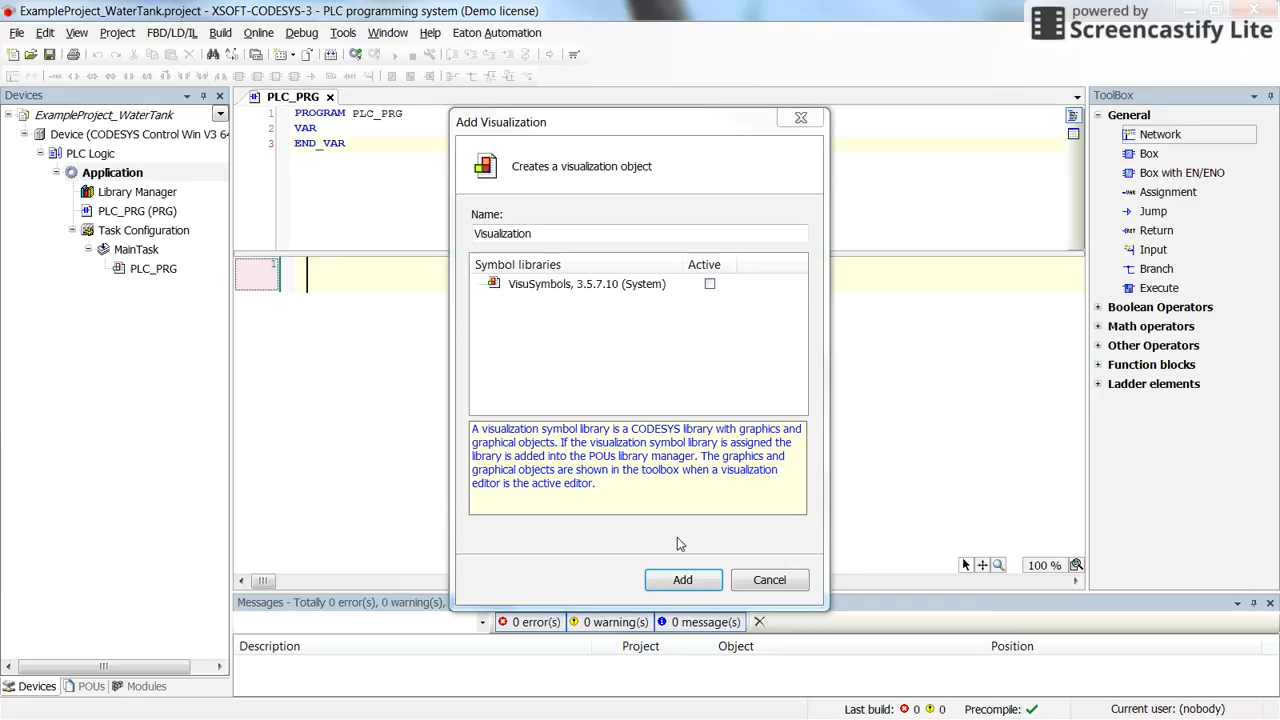 ExampleProject_WaterTank.project - XSOFT-CODESYS-3 - PLC programming system (Demo license)
powered by
Screencastify Lite
File Edit View Project FBD/LD/IL Build Online Debug Tools Window Help Eaton Automation
Devices
ExampleProject_WaterTank
Device (CODESYS Control Win V3 64
PLC Logic
Application
Library Manager
PLC_PRG (PRG)
Task Configuration
MainTask
PLC_PRG
Devices POUs Modules
PLC_PRG
1 PROGRAM PLC_PRG
2 VAR
3 END_VAR
1
100 %
Add Visualization
Creates a visualization object
Name:
Visualization
Symbol libraries Active
VisuSymbols, 3.5.7.10 (System)
A visualization symbol library is a CODESYS library with graphics and
graphical objects. If the visualization symbol library is assigned the
library is added into the POUs library manager. The graphics and
graphical objects are shown in the toolbox when a visualization
editor is the active editor.
Add Cancel
ToolBox
General
Network
Box
Box with EN/ENO
Assignment
Jump
Return
Input
Branch
Execute
Boolean Operators
Math operators
Other Operators
Function blocks
Ladder elements
Messages - Totally 0 error(s), 0 warning(s),
0 error(s) 0 warning(s) 0 message(s)
Description Project Object Position
Last build: 0 0 Precompile: Current user: (nobody)